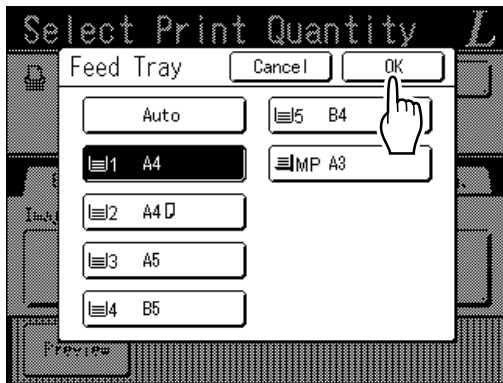 Select Print Quantity L
Feed Tray Cancel OK
Auto
1 A4
2 A4
3 A5
4 B5
5 B4
MP A3
Preview